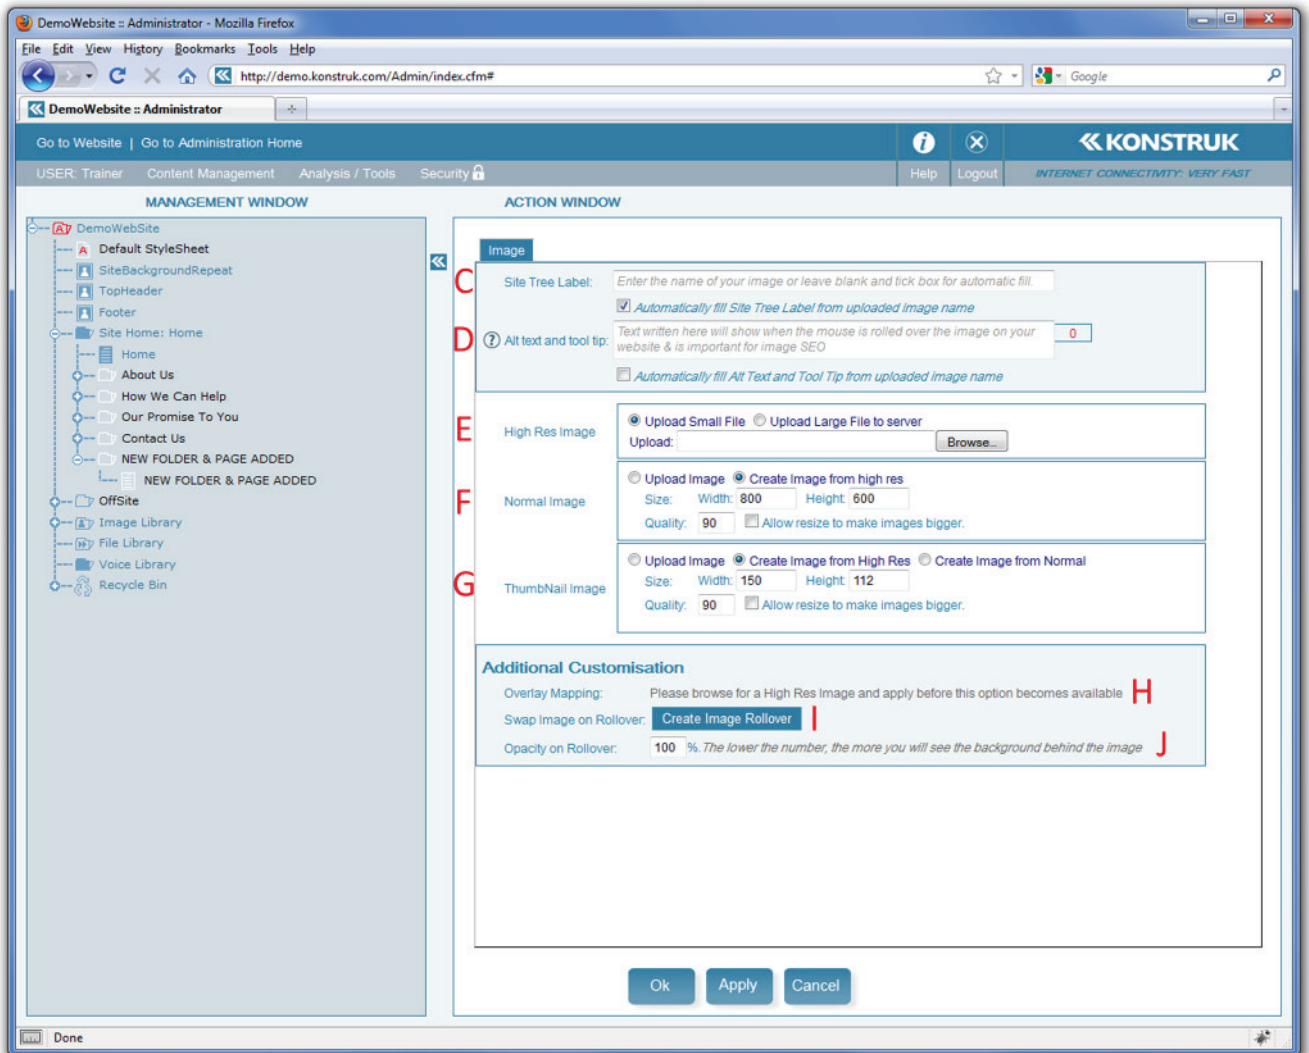 DemoWebsite :: Administrator - Mozilla Firefox
File Edit View History Bookmarks Tools Help
http://demo.konstruk.com/Admin/index.cfm#
Google
DemoWebsite :: Administrator
Go to Website | Go to Administration Home
KONSTRUK
USER: Trainer Content Management Analysis / Tools Security Help Logout INTERNET CONNECTIVITY: VERY FAST
MANAGEMENT WINDOW
DemoWebSite
Default StyleSheet
SiteBackgroundRepeat
TopHeader
Footer
Site Home: Home
Home
About Us
How We Can Help
Our Promise To You
Contact Us
NEW FOLDER & PAGE ADDED
NEW FOLDER & PAGE ADDED
OffSite
Image Library
File Library
Voice Library
Recycle Bin
ACTION WINDOW
Image
C Site Tree Label: Enter the name of your image or leave blank and tick box for automatic fill.
Automatically fill Site Tree Label from uploaded image name
D ? Alt text and tool tip: Text written here will show when the mouse is rolled over the image on your
website & is important for image SEO
0
Automatically fill Alt Text and Tool Tip from uploaded image name
E High Res Image Upload Small File Upload Large File to server
Upload: Browse...
Upload Image Create Image from high res
F Normal Image Size: Width: 800 Height: 600
Quality: 90 Allow resize to make images bigger.
Upload Image Create Image from High Res Create Image from Normal
G ThumbNail Image Size: Width: 150 Height: 112
Quality: 90 Allow resize to make images bigger.
Additional Customisation
Overlay Mapping: Please browse for a High Res Image and apply before this option becomes available H
Swap Image on Rollover: Create Image Rollover I
Opacity on Rollover: 100 %. The lower the number, the more you will see the background behind the image J
Ok Apply Cancel
Done